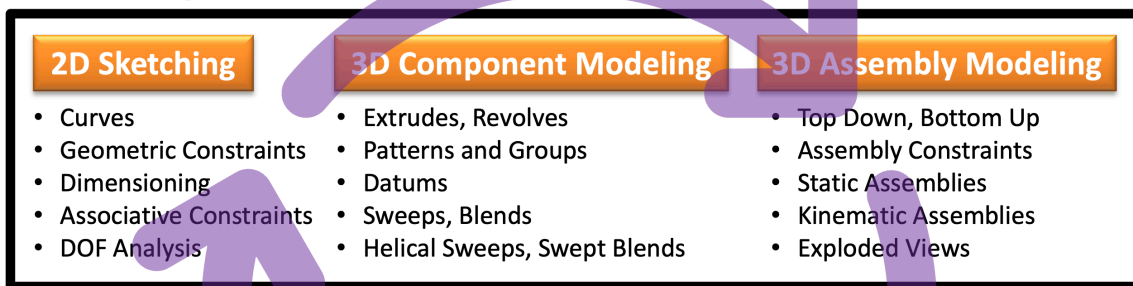 2D Sketching
• Curves
• Geometric Constraints
• Dimensioning
• Associative Constraints
• DOF Analysis
3D Component Modeling
• Extrudes, Revolves
• Patterns and Groups
• Datums
• Sweeps, Blends
• Helical Sweeps, Swept Blends
3D Assembly Modeling
• Top Down, Bottom Up
• Assembly Constraints
• Static Assemblies
• Kinematic Assemblies
• Exploded Views